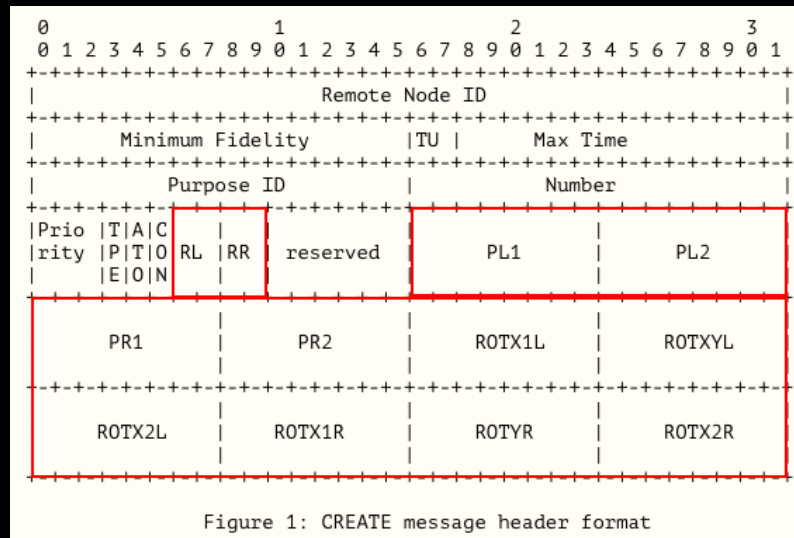 0 1 2 3
0 1 2 3 4 5 6 7 8 9 0 1 2 3 4 5 6 7 8 9 0 1 2 3 4 5 6 7 8 9 0 1
+-+-+-+-+-+-+-+-+-+-+-+-+-+-+-+-+-+-+-+-+-+-+-+-+-+-+-+-+-+-+-+-+
| Remote Node ID |
+-+-+-+-+-+-+-+-+-+-+-+-+-+-+-+-+-+-+-+-+-+-+-+-+-+-+-+-+-+-+-+-+
| Minimum Fidelity |TU | Max Time |
+-+-+-+-+-+-+-+-+-+-+-+-+-+-+-+-+-+-+-+-+-+-+-+-+-+-+-+-+-+-+-+-+
| Purpose ID | Number |
+-+-+-+-+-+-+-+-+-+-+-+-+-+-+-+-+-+-+-+-+-+-+-+-+-+-+-+-+-+-+-+-+
|Prio |T|A|C| | | | | |
|rity |P|T|O|RL |RR | reserved | PL1 | PL2 |
| |E|O|N| | | | | |
+-+-+-+-+-+-+-+-+-+-+-+-+-+-+-+-+-+-+-+-+-+-+-+-+-+-+-+-+-+-+-+-+
| PR1 | PR2 | ROTX1L | ROTXYL |
+-+-+-+-+-+-+-+-+-+-+-+-+-+-+-+-+-+-+-+-+-+-+-+-+-+-+-+-+-+-+-+-+
| ROTX2L | ROTX1R | ROTYR | ROTX2R |
+-+-+-+-+-+-+-+-+-+-+-+-+-+-+-+-+-+-+-+-+-+-+-+-+-+-+-+-+-+-+-+-+
Figure 1: CREATE message header format